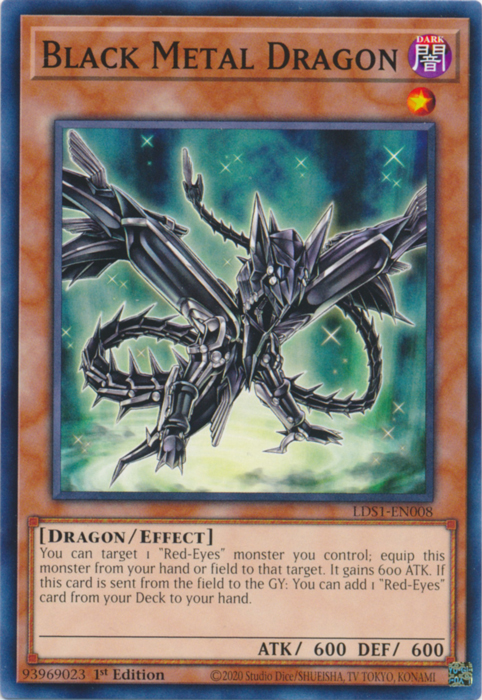 BLACK METAL DRAGON
DARK
闇
LDS1-EN008
[DRAGON/EFFECT]
You can target 1 "Red-Eyes" monster you control; equip this
monster from your hand or field to that target. It gains 600 ATK. If
this card is sent from the field to the GY: You can add 1 "Red-Eyes"
card from your Deck to your hand.
ATK/ 600 DEF/ 600
93969023 1st Edition ©2020 Studio Dice/SHUEISHA, TV TOKYO, KONAMI